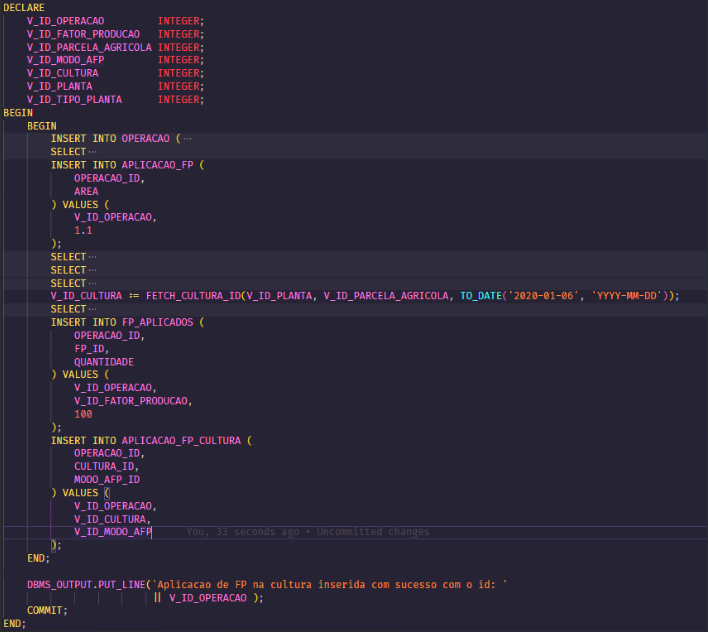 DECLARE
V_ID_OPERACAO INTEGER;
V_ID_FATOR_PRODUCAO INTEGER;
V_ID_PARCELA_AGRICOLA INTEGER;
V_ID_MODO_AFP INTEGER;
V_ID_CULTURA INTEGER;
V_ID_PLANTA INTEGER;
V_ID_TIPO_PLANTA INTEGER;
BEGIN
BEGIN
INSERT INTO OPERACAO (···
SELECT···
INSERT INTO APLICACAO_FP (
OPERACAO_ID,
AREA
) VALUES (
V_ID_OPERACAO,
1.1
);
SELECT···
SELECT···
SELECT···
V_ID_CULTURA := FETCH_CULTURA_ID(V_ID_PLANTA, V_ID_PARCELA_AGRICOLA, TO_DATE('2020-01-06', 'YYYY-MM-DD'));
SELECT···
INSERT INTO FP_APLICADOS (
OPERACAO_ID,
FP_ID,
QUANTIDADE
) VALUES (
V_ID_OPERACAO,
V_ID_FATOR_PRODUCAO,
100
);
INSERT INTO APLICACAO_FP_CULTURA (
OPERACAO_ID,
CULTURA_ID,
MODO_AFP_ID
) VALUES (
V_ID_OPERACAO,
V_ID_CULTURA,
V_ID_MODO_AFP You, 33 seconds ago • Uncommitted changes
);
END;
DBMS_OUTPUT.PUT_LINE('Aplicacao de FP na cultura inserida com sucesso com o id: '
|| V_ID_OPERACAO );
COMMIT;
END;